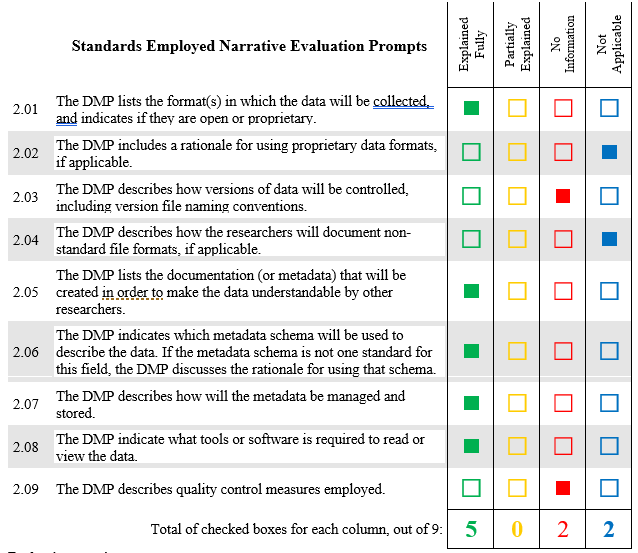 Standards Employed Narrative Evaluation Prompts
Explained
Fully
Partially
Explained
No
Information
Not
Applicable
2.01
The DMP lists the format(s) in which the data will be collected,
and indicates if they are open or proprietary.
2.02
The DMP includes a rationale for using proprietary data formats,
if applicable.
2.03
The DMP describes how versions of data will be controlled,
including version file naming conventions.
2.04
The DMP describes how the researchers will document non-
standard file formats, if applicable.
2.05
The DMP lists the documentation (or metadata) that will be
created in order to make the data understandable by other
researchers.
2.06
The DMP indicates which metadata schema will be used to
describe the data. If the metadata schema is not one standard for
this field, the DMP discusses the rationale for using that schema.
2.07
The DMP describes how will the metadata be managed and
stored.
2.08
The DMP indicate what tools or software is required to read or
view the data.
2.09
The DMP describes quality control measures employed.
Total of checked boxes for each column, out of 9: 5 0 2 2